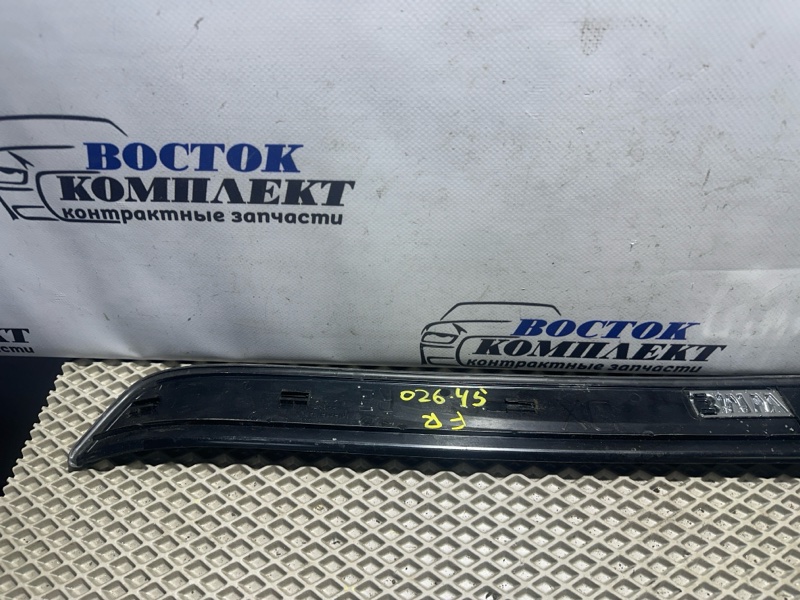 ВОСТОК
КОМПЛЕКТ
контрактные запчасти
ВОСТОК
КОМПЛЕКТ
контрактные запчасти
026.45
FR